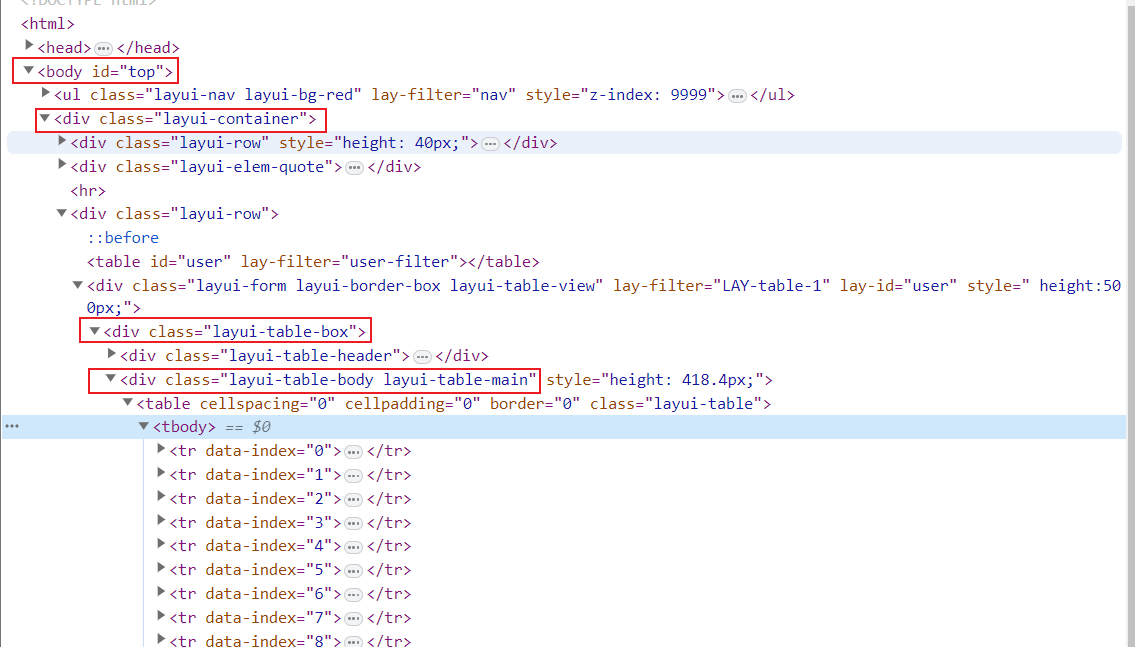 <!DOCTYPE html>
<html>
<head>…</head>
<body id="top">
<ul class="layui-nav layui-bg-red" lay-filter="nav" style="z-index: 9999">…</ul>
<div class="layui-container">
<div class="layui-row" style="height: 40px;">…</div>
<div class="layui-elem-quote">…</div>
<hr>
<div class="layui-row">
::before
<table id="user" lay-filter="user-filter"></table>
<div class="layui-form layui-border-box layui-table-view" lay-filter="LAY-table-1" lay-id="user" style=" height:50
0px;">
<div class="layui-table-box">
<div class="layui-table-header">…</div>
<div class="layui-table-body layui-table-main" style="height: 418.4px;">
<table cellspacing="0" cellpadding="0" border="0" class="layui-table">
… <tbody> == $0
<tr data-index="0">…</tr>
<tr data-index="1">…</tr>
<tr data-index="2">…</tr>
<tr data-index="3">…</tr>
<tr data-index="4">…</tr>
<tr data-index="5">…</tr>
<tr data-index="6">…</tr>
<tr data-index="7">…</tr>
<tr data-index="8">…</tr>